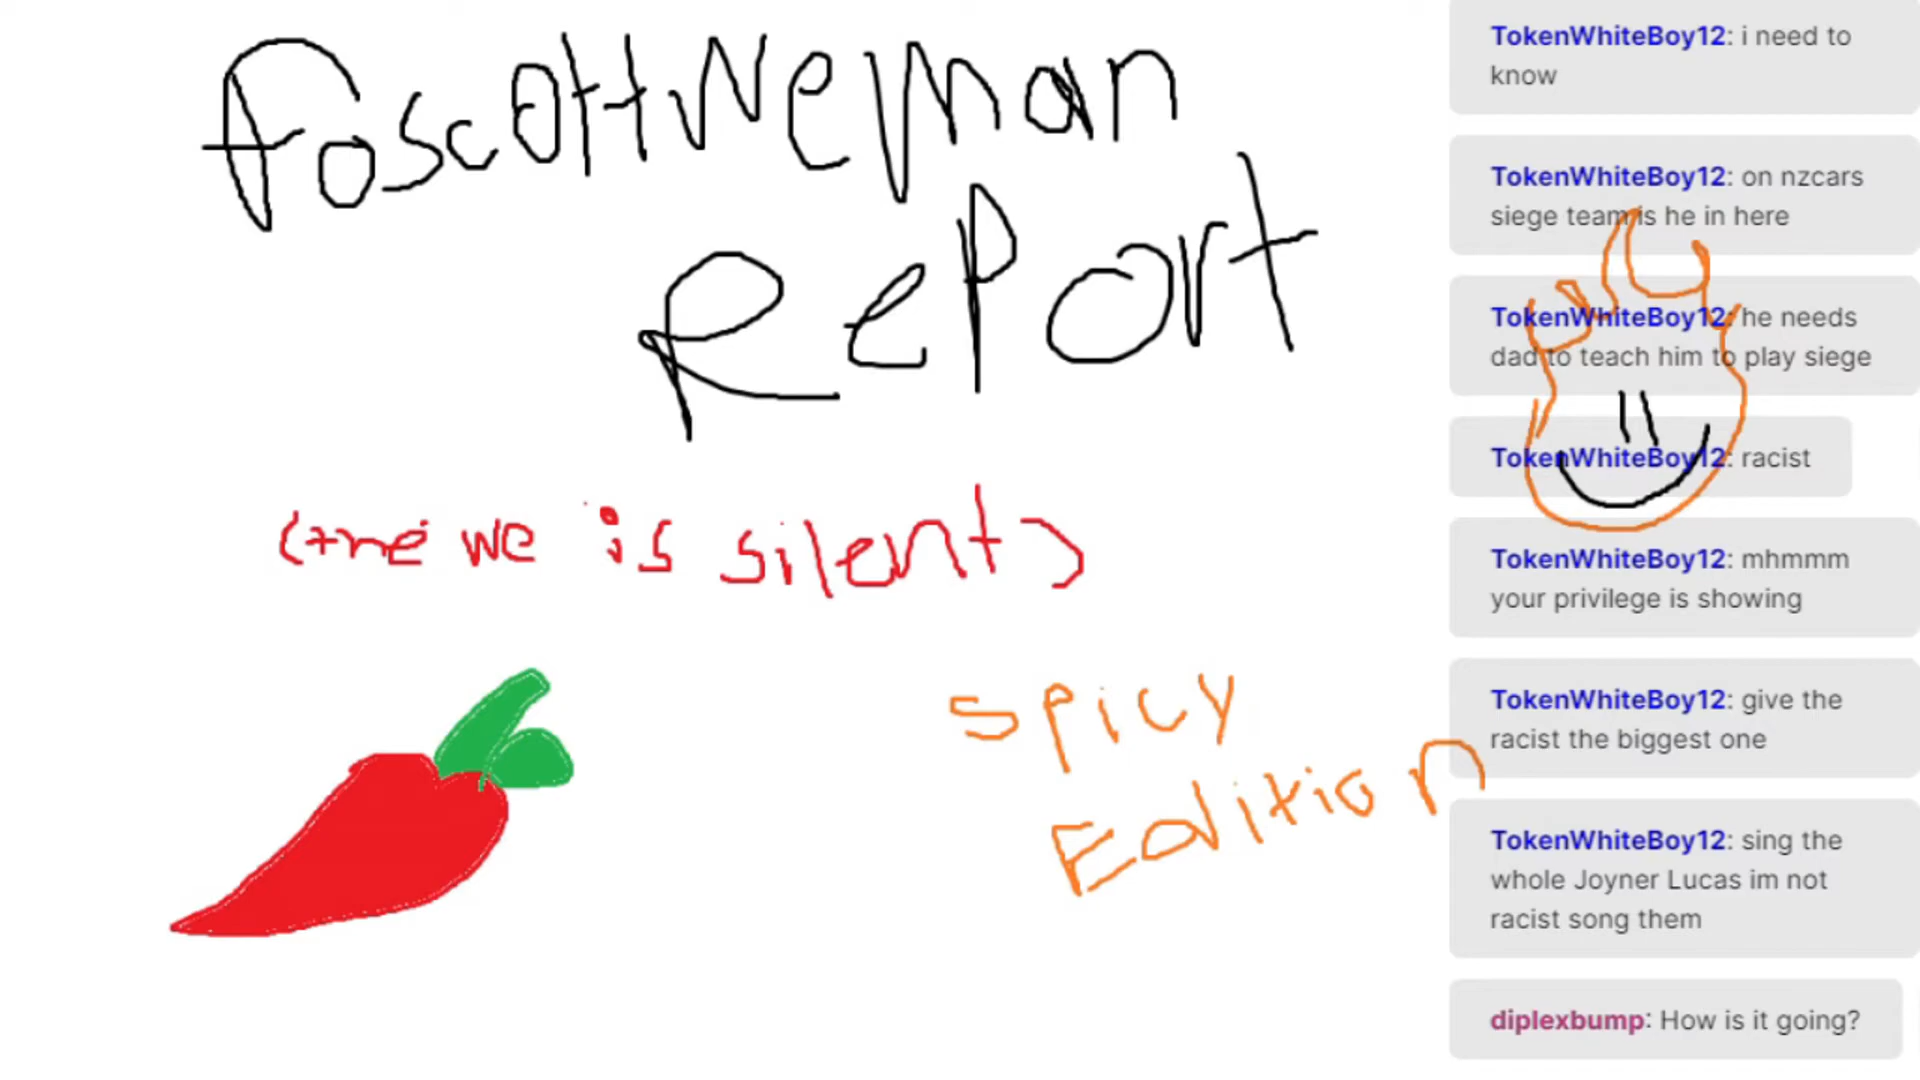 foscottweman
Report
(the we is silent)
Spicy
Edition
TokenWhiteBoy12: i need to
know
TokenWhiteBoy12: on nzcars
siege team is he in here
TokenWhiteBoy12: he needs
dad to teach him to play siege
TokenWhiteBoy12: racist
TokenWhiteBoy12: mhmmm
your privilege is showing
TokenWhiteBoy12: give the
racist the biggest one
TokenWhiteBoy12: sing the
whole Joyner Lucas im not
racist song them
diplexbump: How is it going?